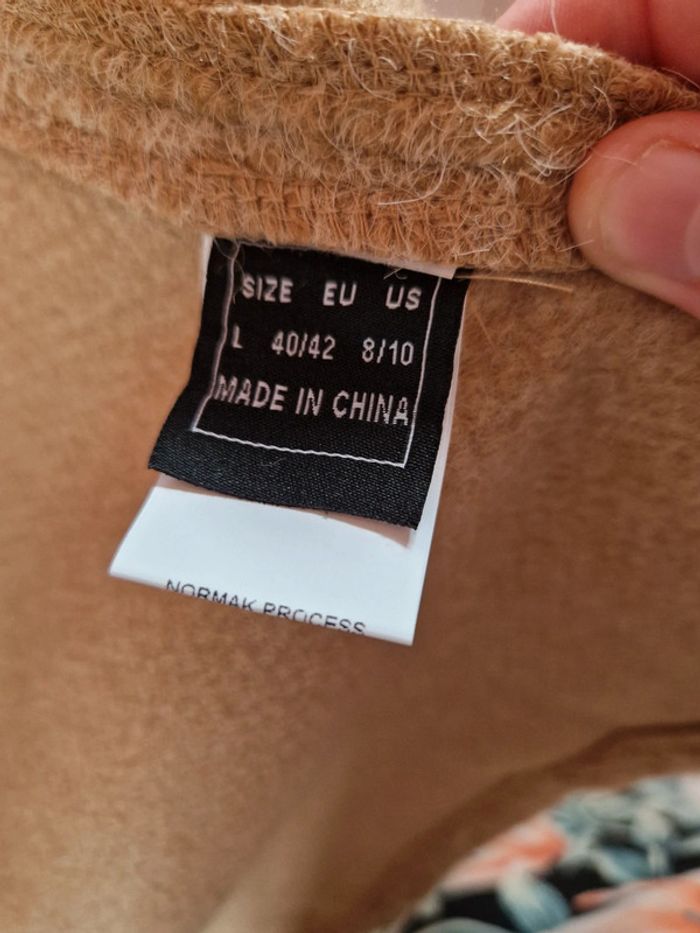 SIZE EU US
L 40/42 8/10
MADE IN CHINA
NORMAK PROCESS